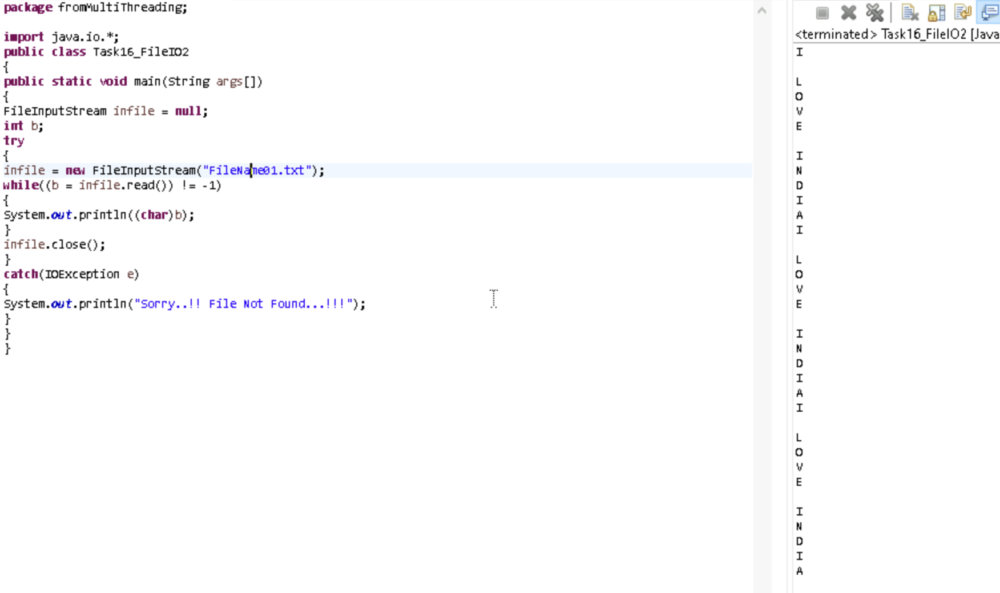 package fromMultiThreading;
import java.io.*;
public class Task16_FileIO2
{
public static void main(String args[])
{
FileInputStream infile = null;
int b;
try
{
infile = new FileInputStream("FileName01.txt");
while((b = infile.read()) != -1)
{
System.out.println((char)b);
}
infile.close();
}
catch(IOException e)
{
System.out.println("Sorry..!! File Not Found...!!!");
}
}
}
<terminated> Task16_FileIO2 [Java
I
L
O
V
E
I
N
D
I
A
I
L
O
V
E
I
N
D
I
A
I
L
O
V
E
I
N
D
I
A